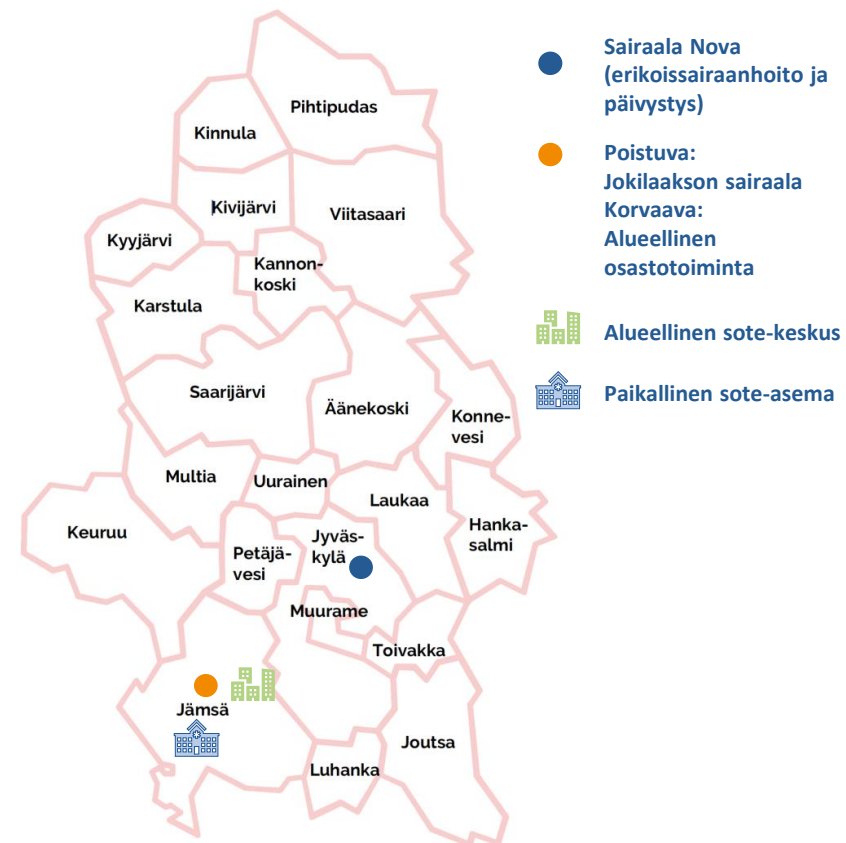 Sairaala Nova
(erikoissairaanhoito ja
päivystys)
Poistuva:
Jokilaakson sairaala
Korvaava:
Alueellinen
osastotoiminta
Alueellinen sote-keskus
Paikallinen sote-asema
Pihtipudas
Kinnula
Kivijärvi
Viitasaari
Kyyjärvi
Kannon-
koski
Karstula
Saarijärvi
Äänekoski
Konne-
vesi
Multia
Uurainen
Laukaa
Keuruu
Hanka-
salmi
Petäjä-
vesi
Jyväs-
kylä
Muurame
Toivakka
Jämsä
Joutsa
Luhanka